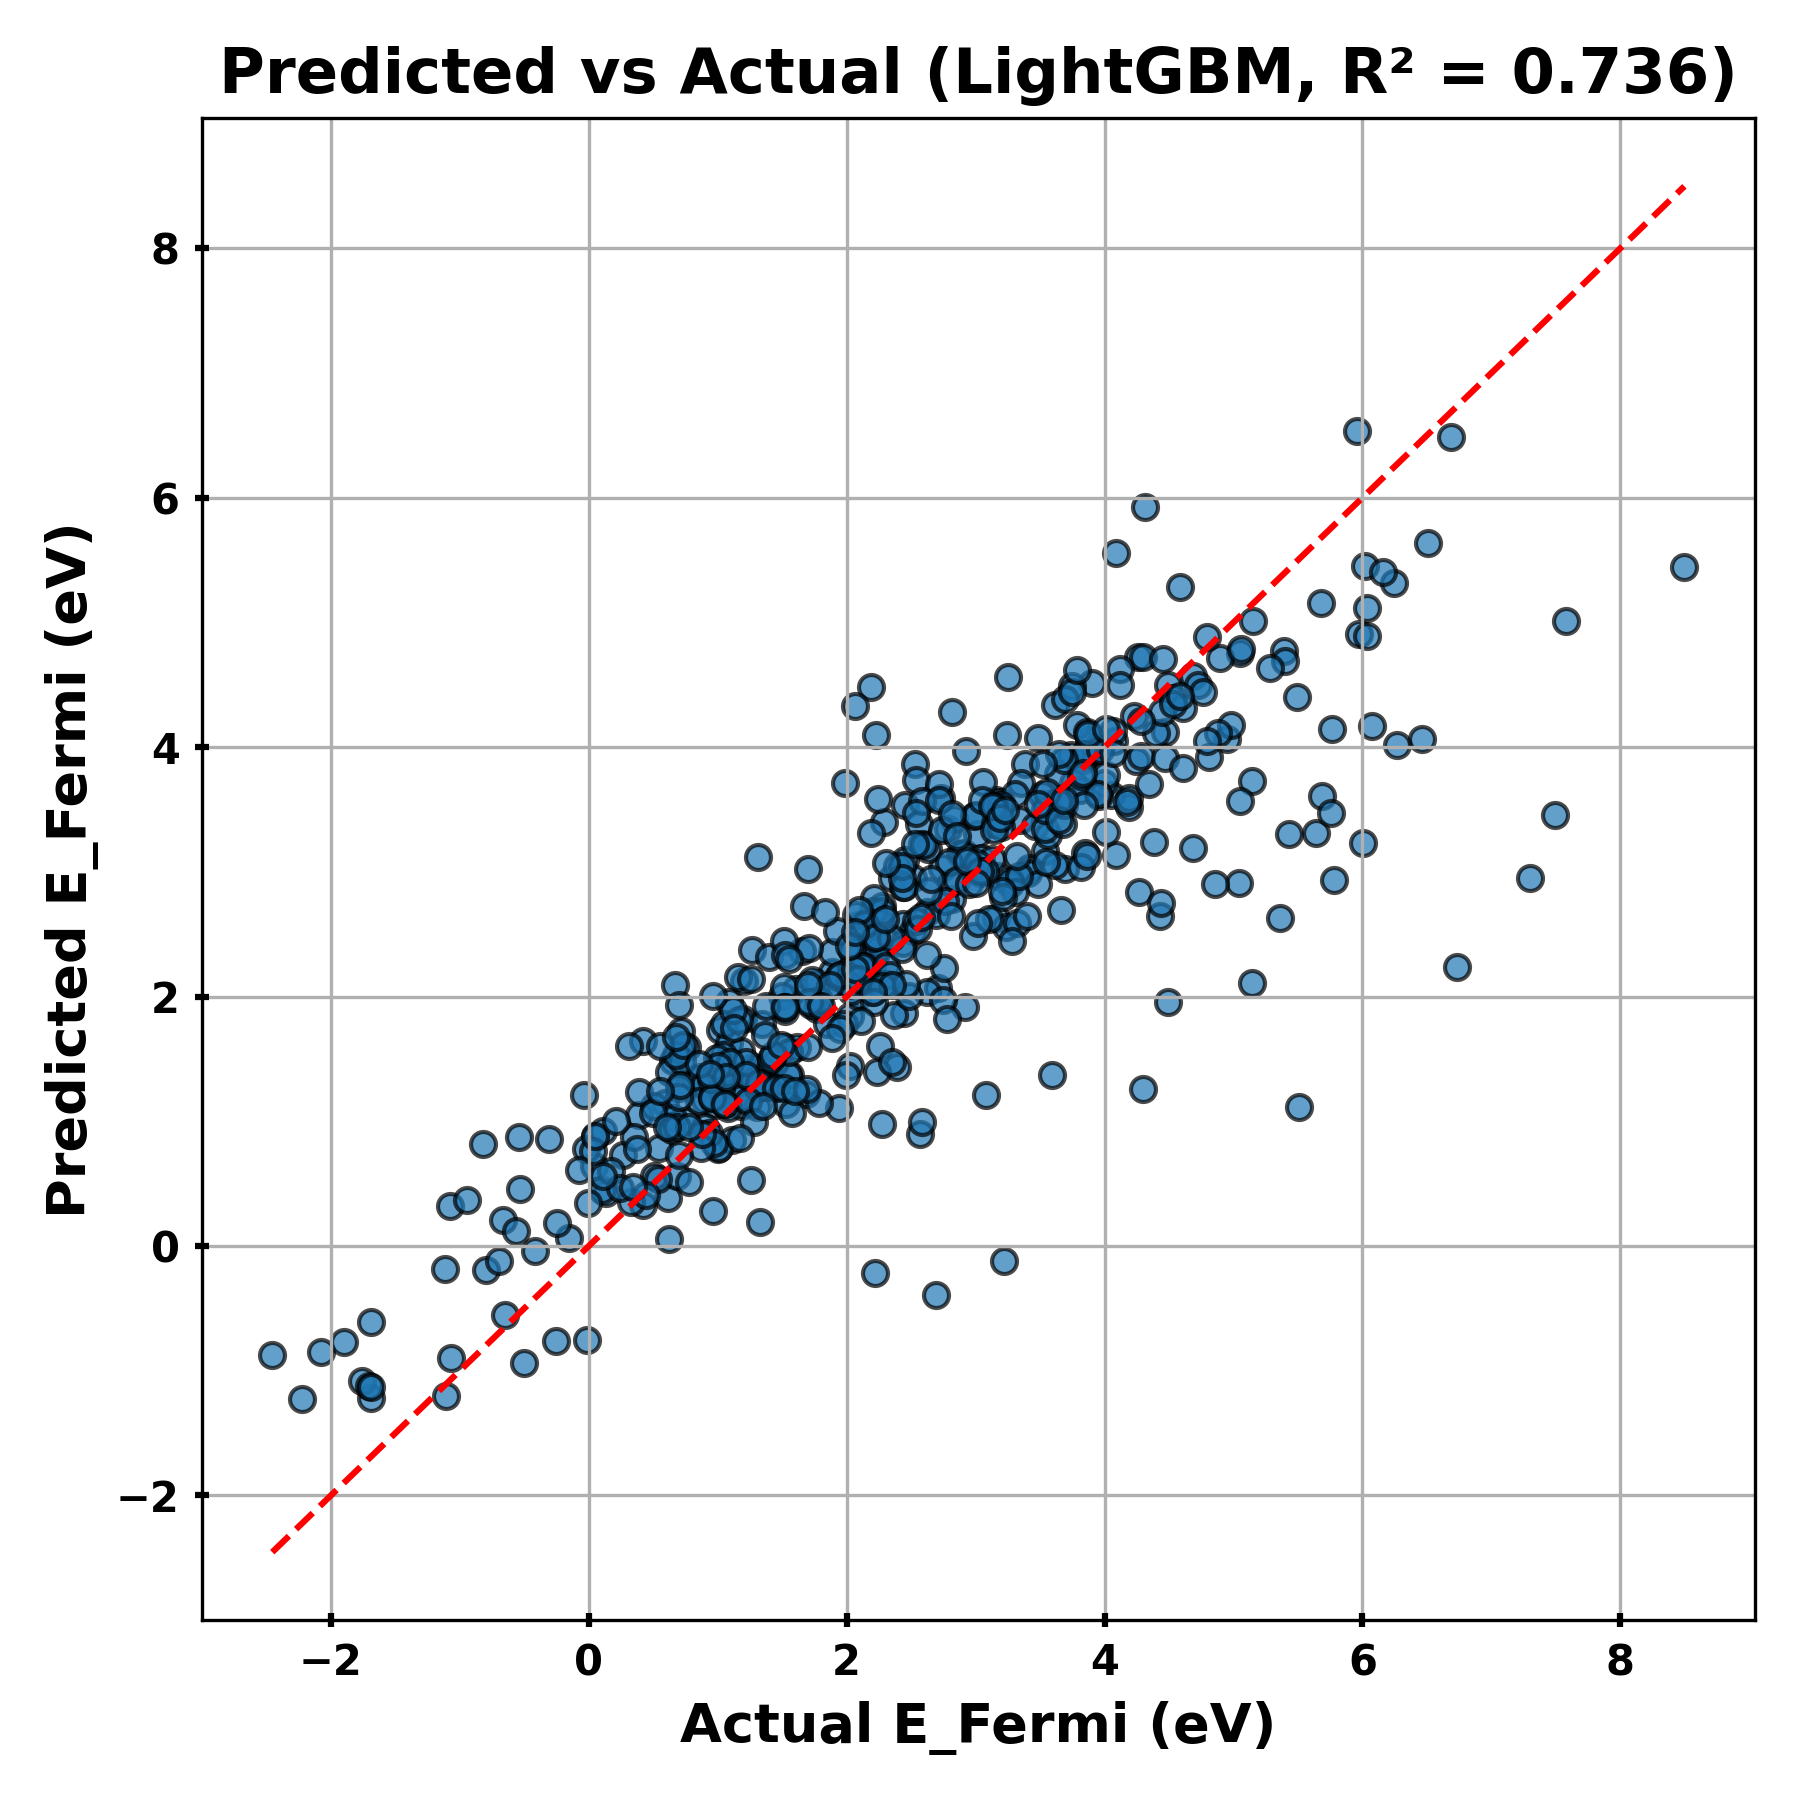 Predicted vs Actual (LightGBM, R² = 0.736)
Predicted E_Fermi (eV)
8
6
4
2
0
−2
−2 0 2 4 6 8
Actual E_Fermi (eV)